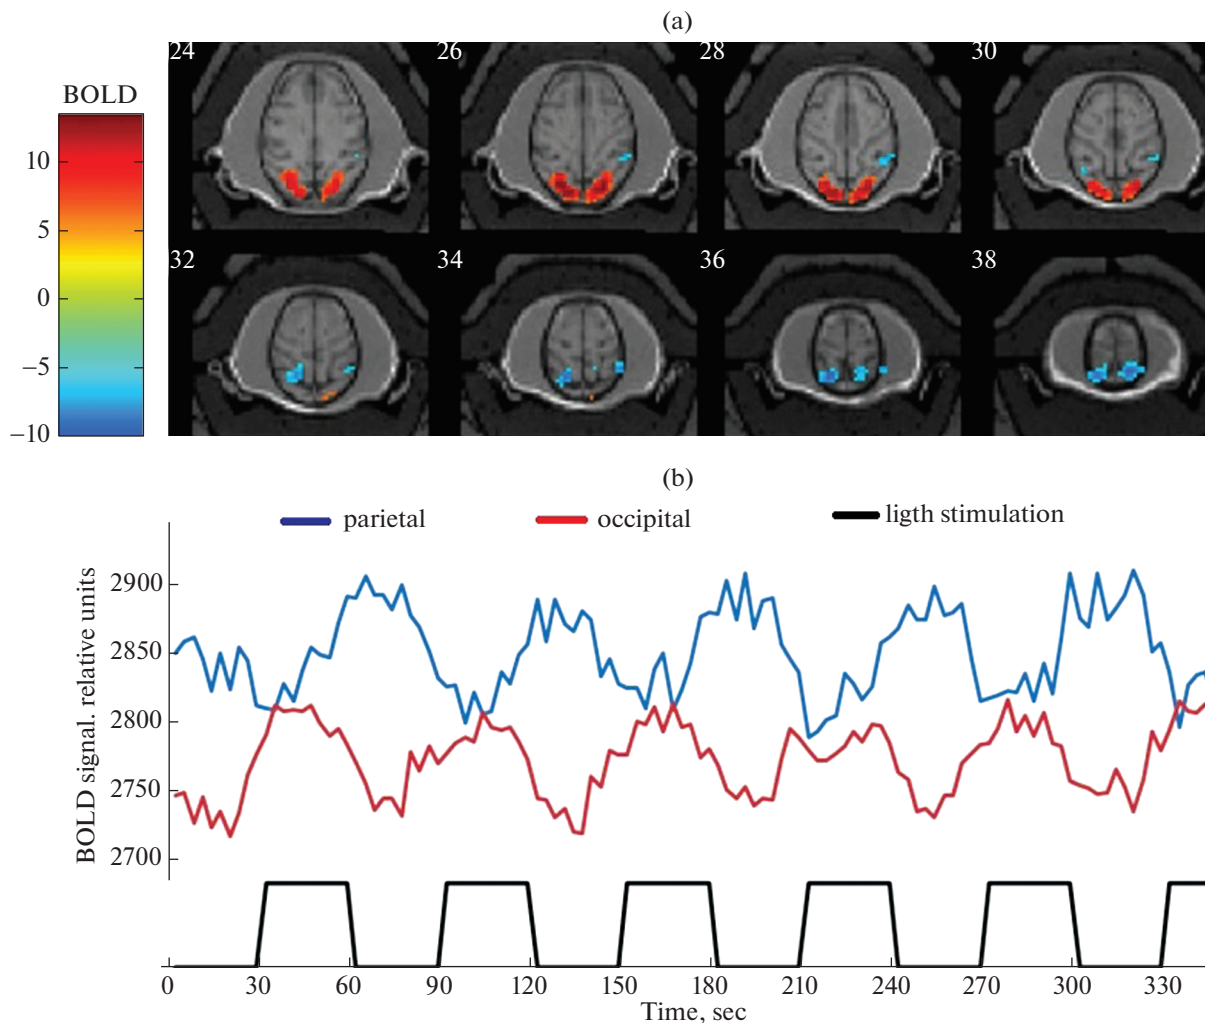 (a)
24 26 28 30
BOLD
10
5
0
−5
−10
32 34 36 38
(b)
parietal occipital ligth stimulation
BOLD signal. relative units
2900
2850
2800
2750
2700
0 30 60 90 120 150 180 210 240 270 300 330
Time, sec